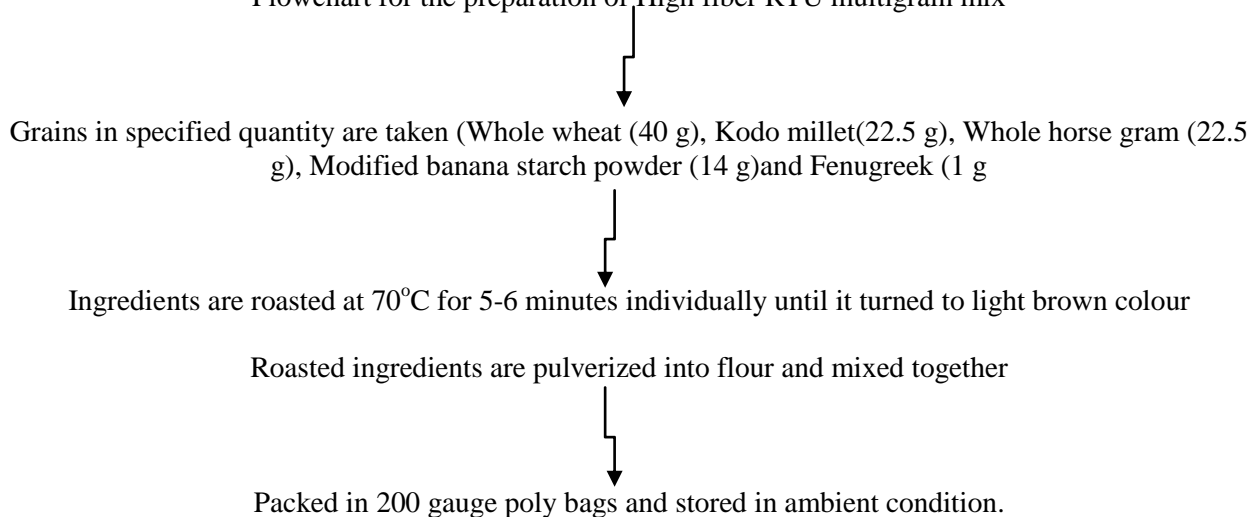 Flowchart for the preparation of High fiber RTU multigrain mix
Grains in specified quantity are taken (Whole wheat (40 g), Kodo millet(22.5 g), Whole horse gram (22.5
g), Modified banana starch powder (14 g)and Fenugreek (1 g
Ingredients are roasted at 70°C for 5-6 minutes individually until it turned to light brown colour
Roasted ingredients are pulverized into flour and mixed together
Packed in 200 gauge poly bags and stored in ambient condition.